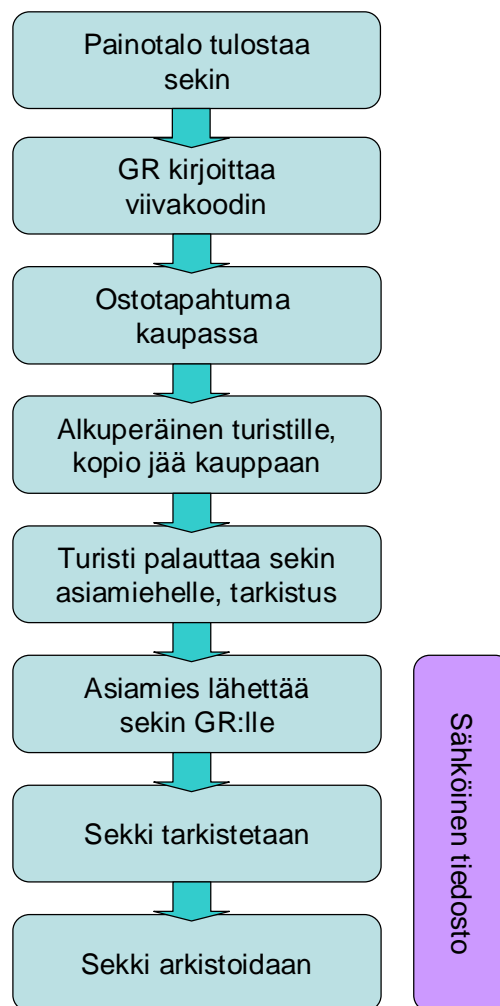 Painotalo tulostaa
sekin
GR kirjoittaa
viivakoodin
Ostotapahtuma
kaupassa
Alkuperäinen turistille,
kopio jää kauppaan
Turisti palauttaa sekin
asiamiehelle, tarkistus
Asiamies lähettää
sekin GR:lle
Sekki tarkistetaan
Sekki arkistoidaan
Sähköinen tiedosto